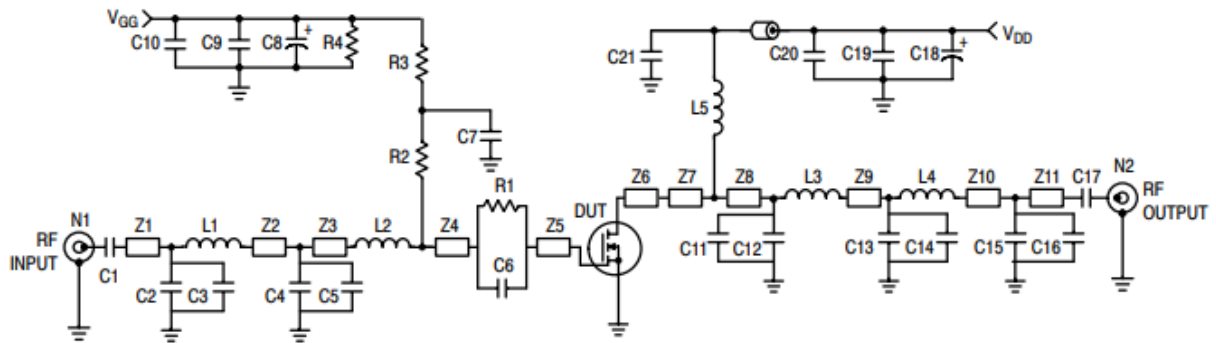 VGG
C10
C9
C8
+
R4
R3
C7
R2
C21
C20
C19
C18
+
VDD
L5
N1
RF
INPUT
C1
Z1
L1
Z2
Z3
L2
Z4
R1
C6
Z5
DUT
Z6
Z7
Z8
L3
Z9
L4
Z10
Z11
C17
N2
RF
OUTPUT
C2
C3
C4
C5
C11
C12
C13
C14
C15
C16